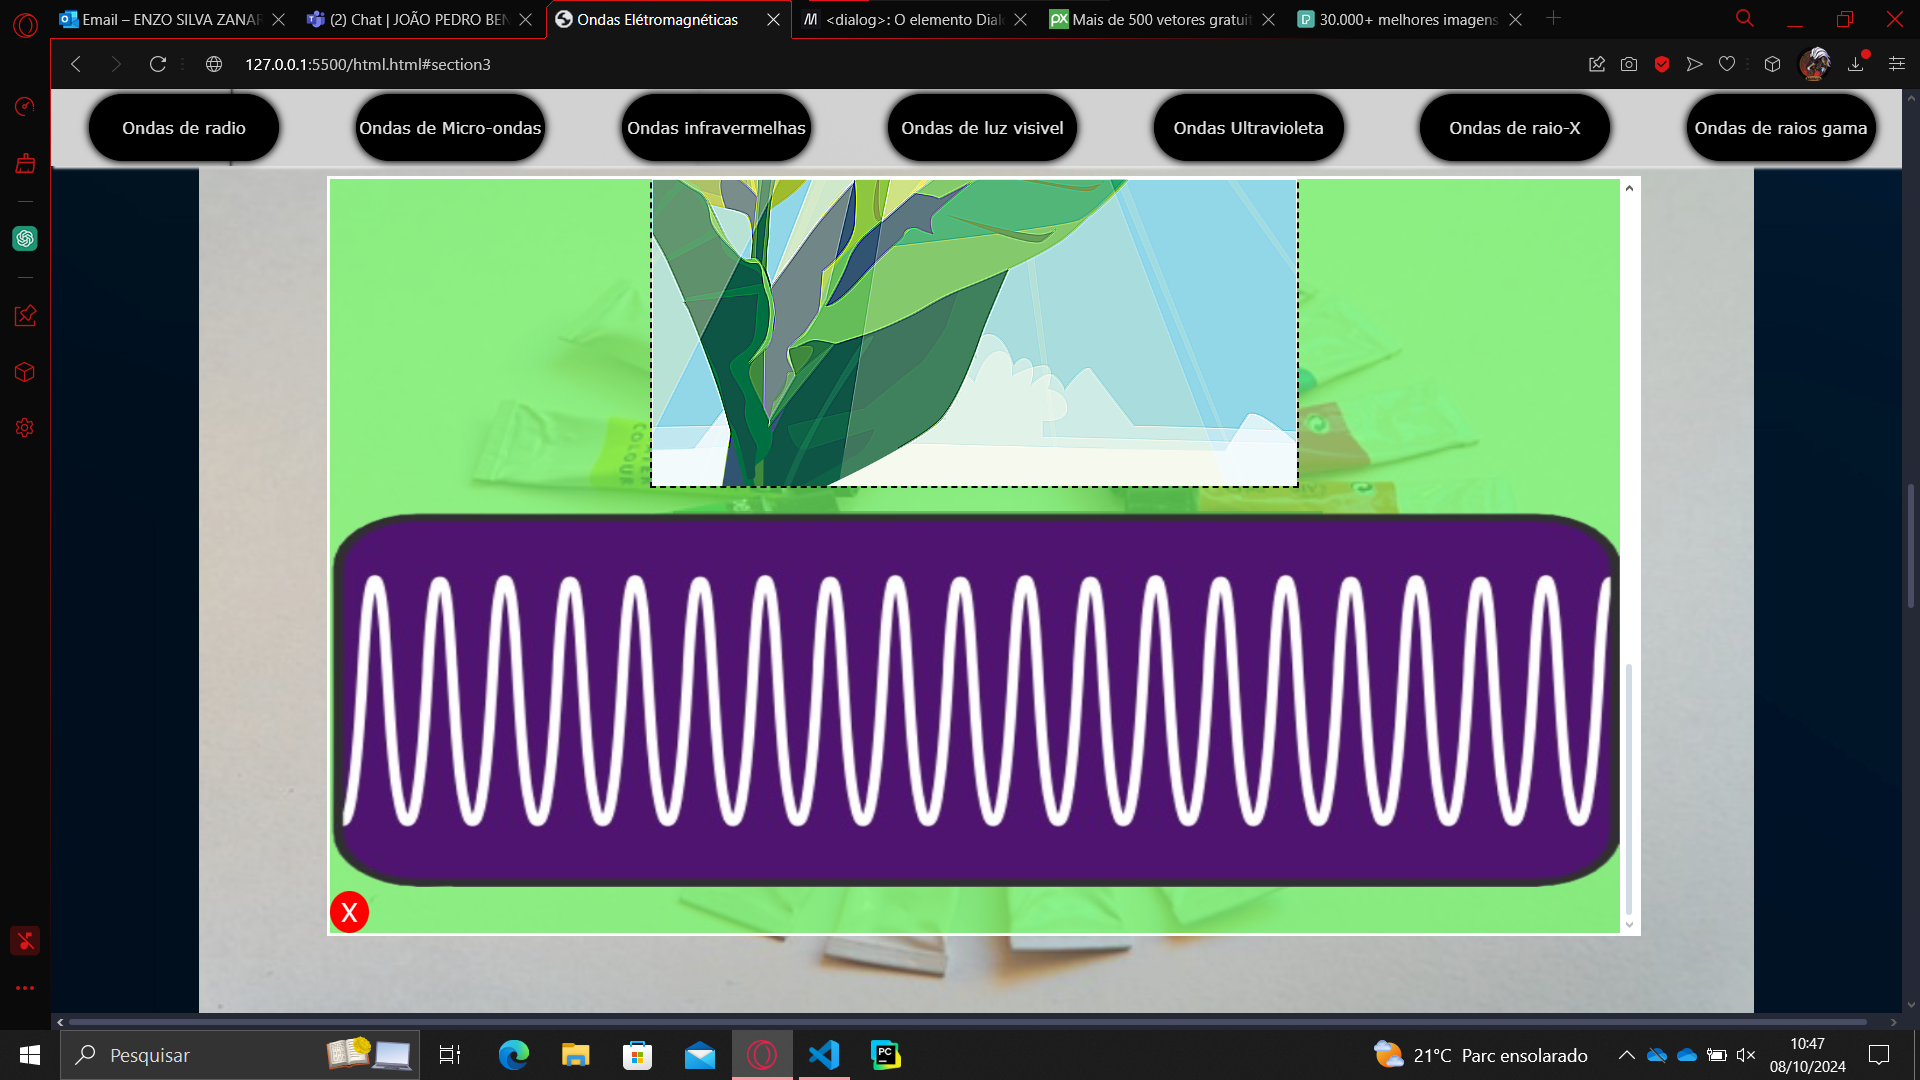 Email – ENZO SILVA ZANAR
(2) Chat | JOÃO PEDRO BEN
Ondas Elétromagnéticas
<dialog>: O elemento Dial
Mais de 500 vetores gratuit
30.000+ melhores imagens
127.0.0.1:5500/html.html#section3
Ondas de radio
Ondas de Micro-ondas
Ondas infravermelhas
Ondas de luz visivel
Ondas Ultravioleta
Ondas de raio-X
Ondas de raios gama
X
Pesquisar
PC
21°C Parc ensolarado
10:47
08/10/2024